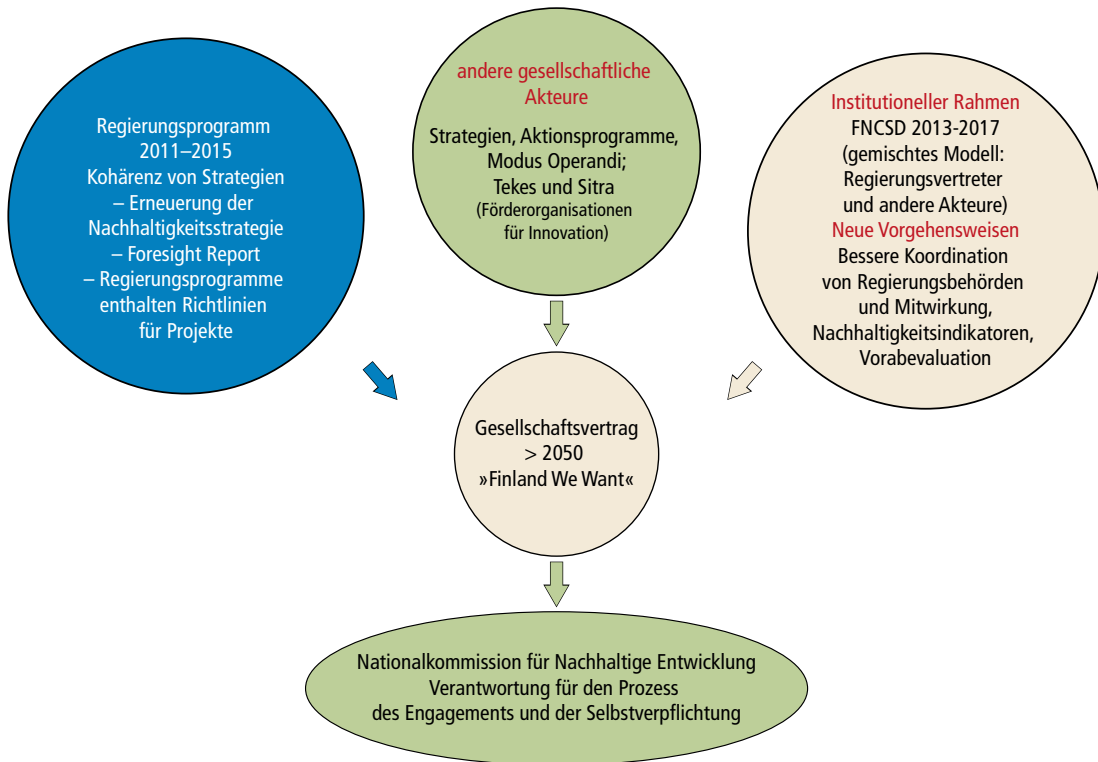 Regierungsprogramm
2011–2015
Kohärenz von Strategien
– Erneuerung der
Nachhaltigkeitsstrategie
– Foresight Report
– Regierungsprogramme
enthalten Richtlinien
für Projekte
andere gesellschaftliche
Akteure
Strategien, Aktionsprogramme,
Modus Operandi;
Tekes und Sitra
(Förderorganisationen
für Innovation)
Institutioneller Rahmen
FNCSD 2013-2017
(gemischtes Modell:
Regierungsvertreter
und andere Akteure)
Neue Vorgehensweisen
Bessere Koordination
von Regierungsbehörden
und Mitwirkung,
Nachhaltigkeitsindikatoren,
Vorabevaluation
Gesellschaftsvertrag
> 2050
»Finland We Want«
Nationalkommission für Nachhaltige Entwicklung
Verantwortung für den Prozess
des Engagements und der Selbstverpflichtung